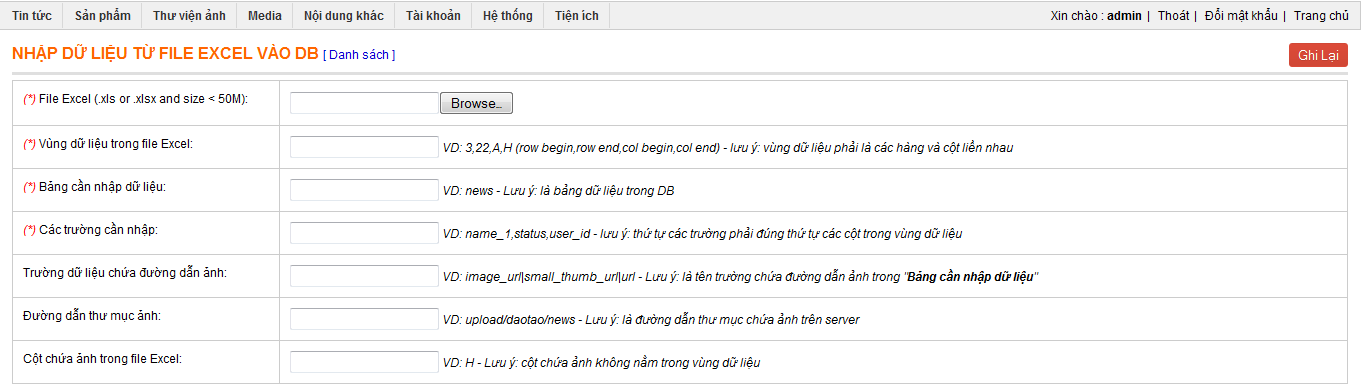 Tin tức Sản phẩm Thư viện ảnh Media Nội dung khác Tài khoản Hệ thống Tiện ích Xin chào : admin | Thoát | Đổi mật khẩu | Trang chủ
NHẬP DỮ LIỆU TỪ FILE EXCEL VÀO DB [ Danh sách ] Ghi Lại
(*) File Excel (.xls or .xlsx and size < 50M): Browse..
(*) Vùng dữ liệu trong file Excel: VD: 3,22,A,H (row begin,row end,col begin,col end) - lưu ý: vùng dữ liệu phải là các hàng và cột liền nhau
(*) Bảng cần nhập dữ liệu: VD: news - Lưu ý: là bảng dữ liệu trong DB
(*) Các trường cần nhập: VD: name_1,status,user_id - lưu ý: thứ tự các trường phải đúng thứ tự các cột trong vùng dữ liệu
Trường dữ liệu chứa đường dẫn ảnh: VD: image_url|small_thumb_url|url - Lưu ý: là tên trường chứa đường dẫn ảnh trong "Bảng cần nhập dữ liệu"
Đường dẫn thư mục ảnh: VD: upload/daotao/news - Lưu ý: là đường dẫn thư mục chứa ảnh trên server
Cột chứa ảnh trong file Excel: VD: H - Lưu ý: cột chứa ảnh không nằm trong vùng dữ liệu